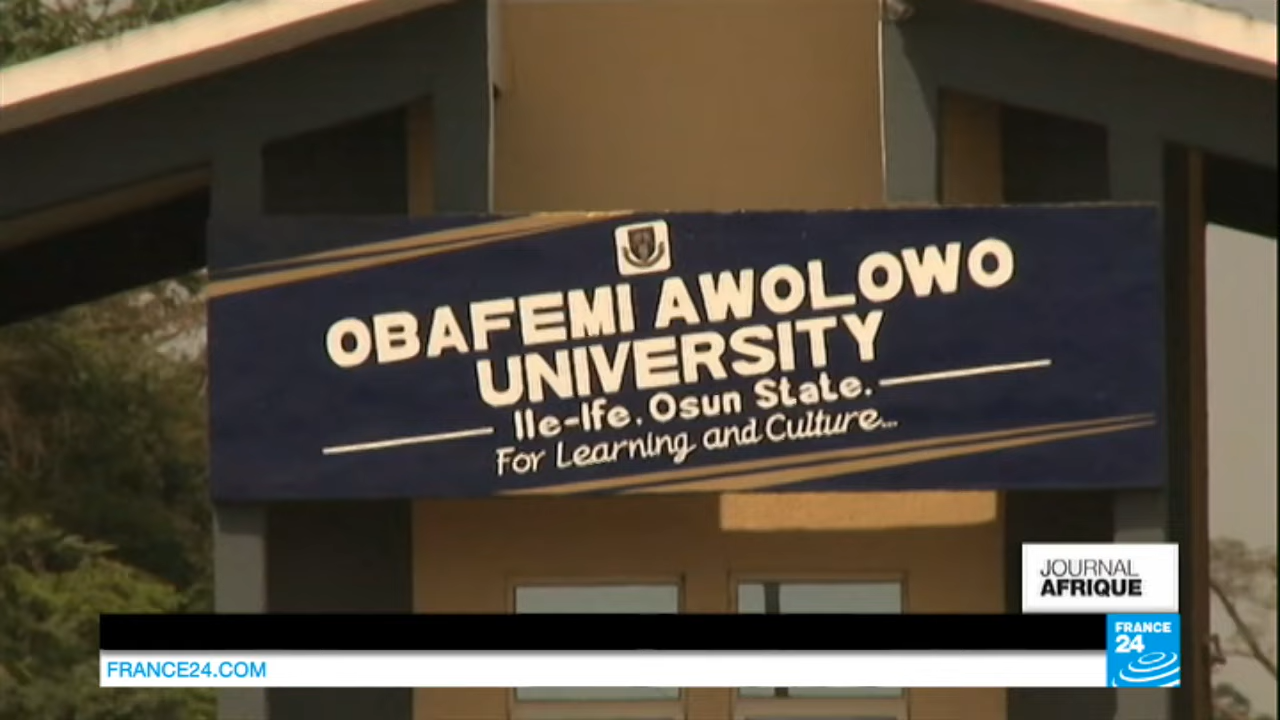 OBAFEMI AWOLOWO
UNIVERSITY
Ile-Ife, Osun State.
For Learning and Culture...
JOURNAL
AFRIQUE
FRANCE
24
FRANCE24.COM